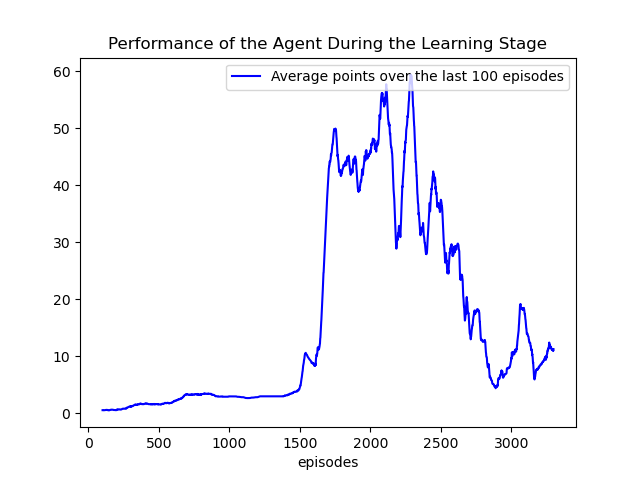 Performance of the Agent During the Learning Stage
Average points over the last 100 episodes
60
50
40
30
20
10
0
0 500 1000 1500 2000 2500 3000
episodes